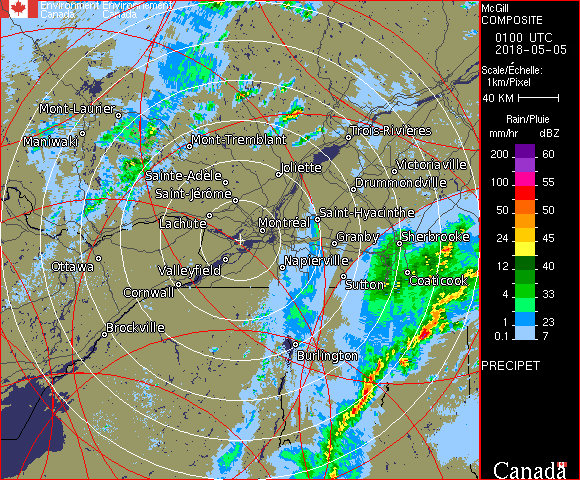 Environment Environnement
Canada Canada
McGill
COMPOSITE
0100 UTC
2018-05-05
Scale/Échelle:
1km/Pixel
40 KM
Rain/Pluie
mm/hr dBZ
200 60
100 55
50 50
24 45
12 40
4 33
1 23
0.1 7
PRECIPET
Canada
Mont-Laurier
Maniwaki
Mont-Tremblant
Trois-Rivières
Sainte-Adèle
Joliette
Victoriaville
Saint-Jérôme
Drummondville
Lachute
Montréal
Saint-Hyacinthe
Granby
Sherbrooke
Ottawa
Valleyfield
Napierville
Cornwall
Sutton
Coaticook
Brockville
Burlington